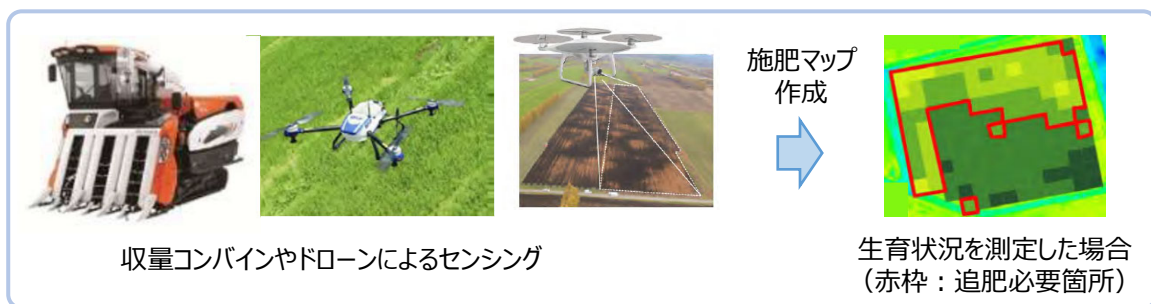 収量コンバインやドローンによるセンシング
施肥マップ
作成
生育状況を測定した場合
（赤枠：追肥必要箇所）